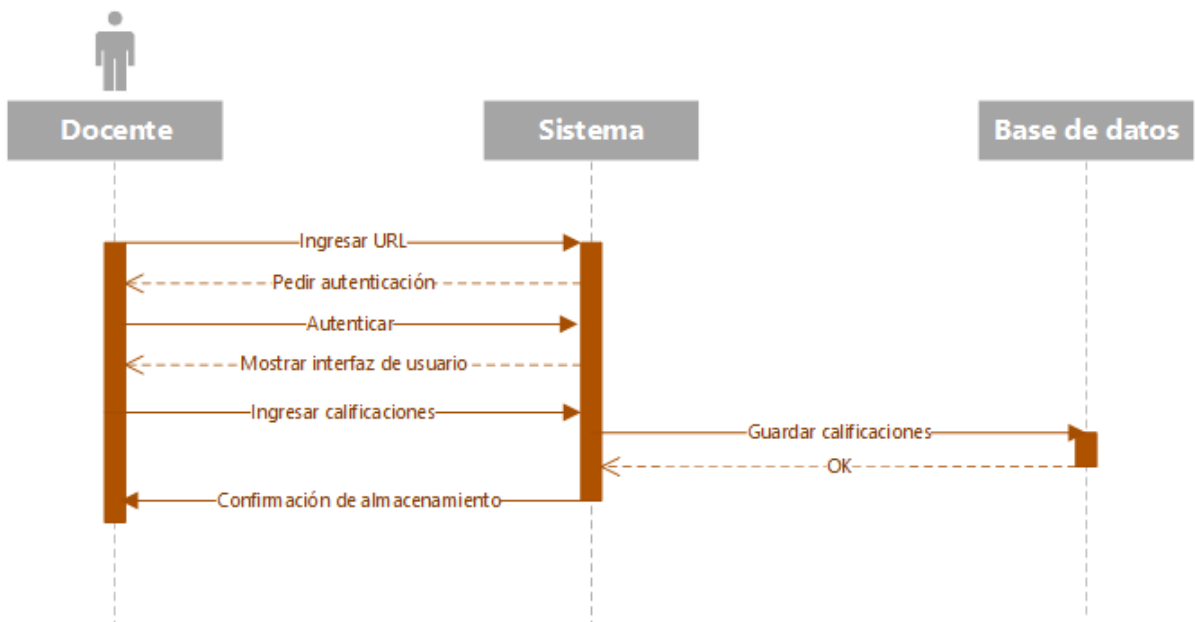 Docente
Sistema
Base de datos
Ingresar URL
Pedir autenticación
Autenticar
Mostrar interfaz de usuario
Ingresar calificaciones
Guardar calificaciones
OK
Confirmación de almacenamiento